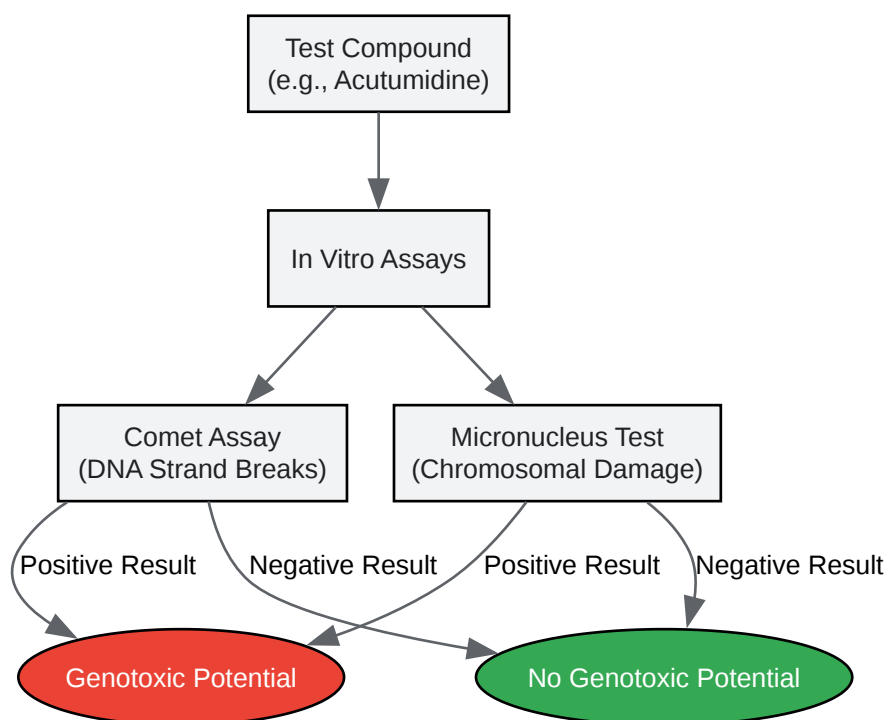 Test Compound
(e.g., Acutumidine)
In Vitro Assays
Comet Assay
(DNA Strand Breaks)
Micronucleus Test
(Chromosomal Damage)
Positive Result
Negative Result
Positive Result
Negative Result
Genotoxic Potential
No Genotoxic Potential